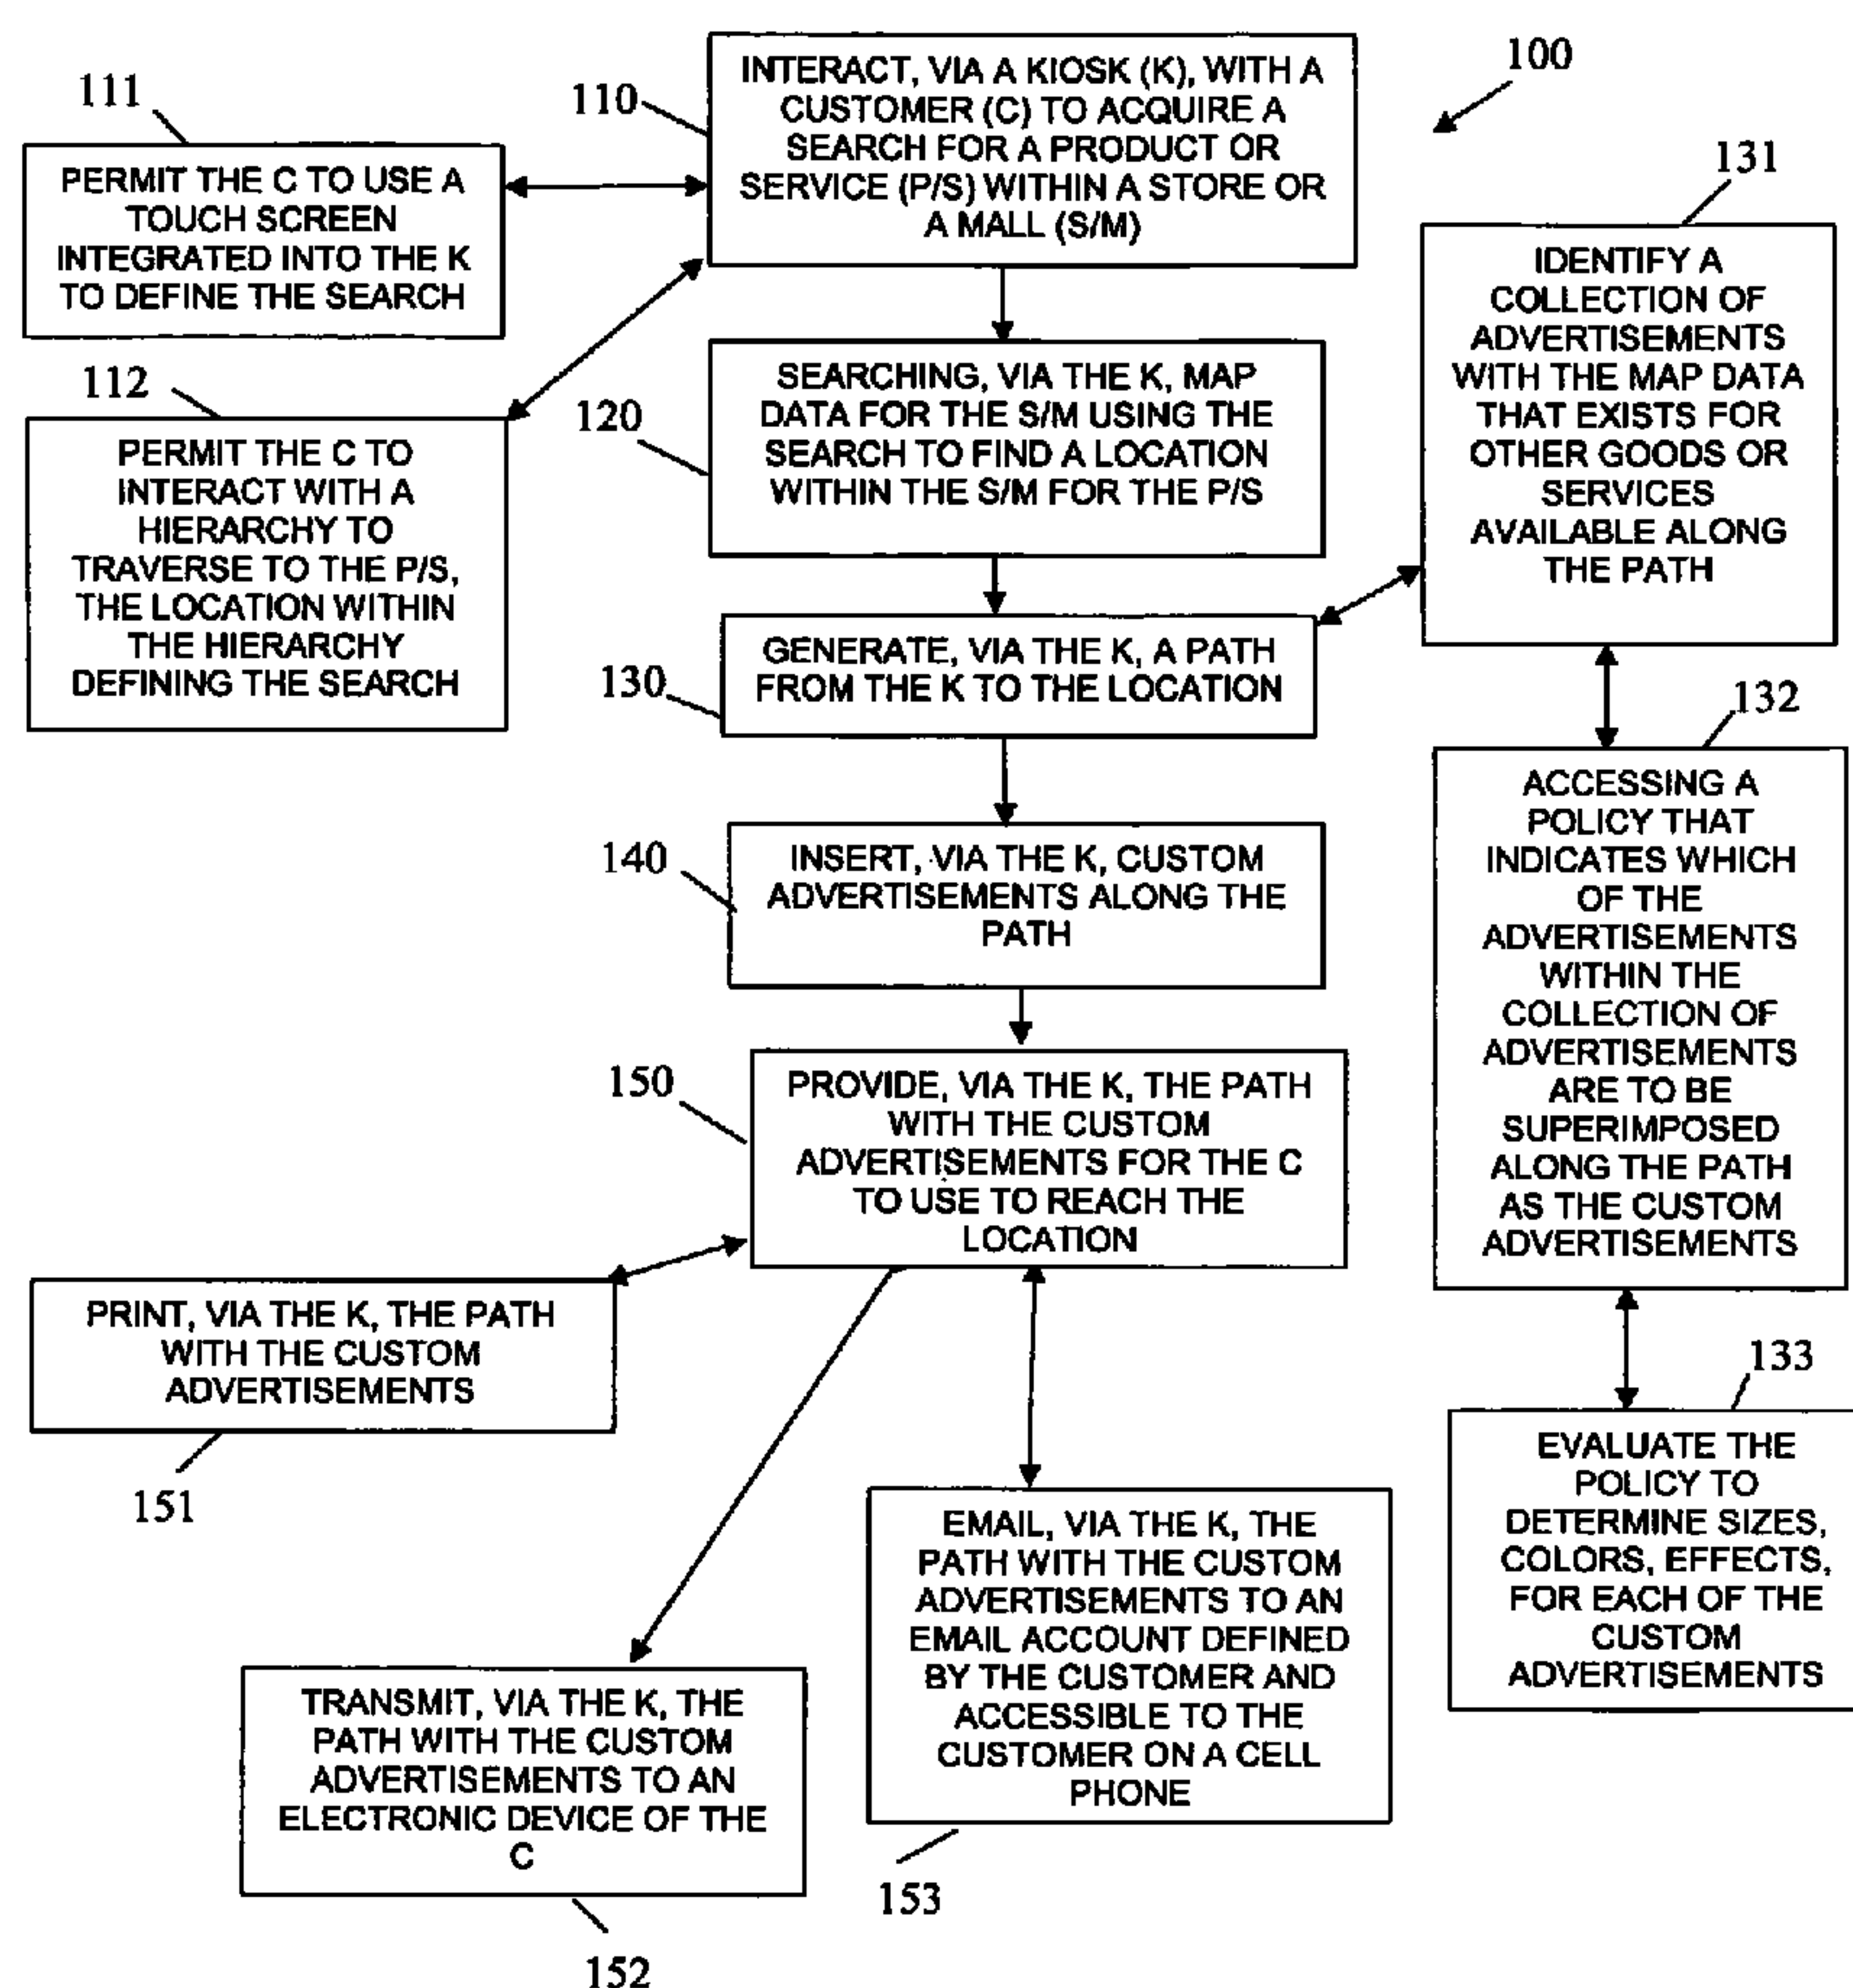 100
110
INTERACT, VIA A KIOSK (K), WITH A
CUSTOMER (C) TO ACQUIRE A
SEARCH FOR A PRODUCT OR
SERVICE (P/S) WITHIN A STORE OR
A MALL (S/M)
111
PERMIT THE C TO USE A
TOUCH SCREEN
INTEGRATED INTO THE K
TO DEFINE THE SEARCH
112
PERMIT THE C TO
INTERACT WITH A
HIERARCHY TO
TRAVERSE TO THE P/S,
THE LOCATION WITHIN
THE HIERARCHY
DEFINING THE SEARCH
120
SEARCHING, VIA THE K, MAP
DATA FOR THE S/M USING THE
SEARCH TO FIND A LOCATION
WITHIN THE S/M FOR THE P/S
130
GENERATE, VIA THE K, A PATH
FROM THE K TO THE LOCATION
131
IDENTIFY A
COLLECTION OF
ADVERTISEMENTS
WITH THE MAP DATA
THAT EXISTS FOR
OTHER GOODS OR
SERVICES
AVAILABLE ALONG
THE PATH
132
ACCESSING A
POLICY THAT
INDICATES WHICH
OF THE
ADVERTISEMENTS
WITHIN THE
COLLECTION OF
ADVERTISEMENTS
ARE TO BE
SUPERIMPOSED
ALONG THE PATH
AS THE CUSTOM
ADVERTISEMENTS
133
EVALUATE THE
POLICY TO
DETERMINE SIZES,
COLORS, EFFECTS,
FOR EACH OF THE
CUSTOM
ADVERTISEMENTS
140
INSERT, VIA THE K, CUSTOM
ADVERTISEMENTS ALONG THE
PATH
150
PROVIDE, VIA THE K, THE PATH
WITH THE CUSTOM
ADVERTISEMENTS FOR THE C
TO USE TO REACH THE
LOCATION
PRINT, VIA THE K, THE PATH
WITH THE CUSTOM
ADVERTISEMENTS
151
TRANSMIT, VIA THE K, THE
PATH WITH THE CUSTOM
ADVERTISEMENTS TO AN
ELECTRONIC DEVICE OF THE
C
152
EMAIL, VIA THE K, THE
PATH WITH THE CUSTOM
ADVERTISEMENTS TO AN
EMAIL ACCOUNT DEFINED
BY THE CUSTOMER AND
ACCESSIBLE TO THE
CUSTOMER ON A CELL
PHONE
153